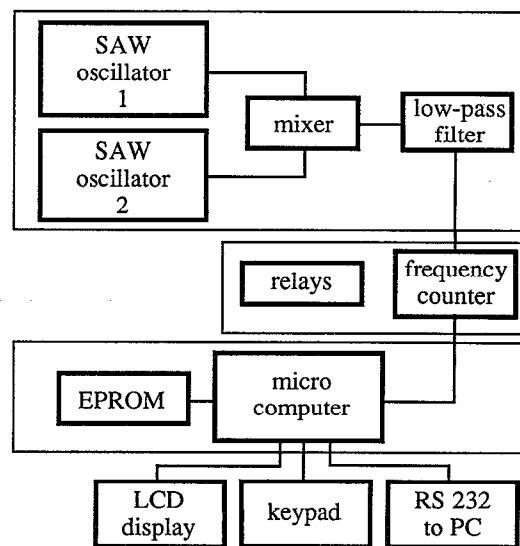 SAW
oscillator
1
SAW
oscillator
2
mixer
low-pass
filter
relays
frequency
counter
EPROM
micro
computer
LCD
display
keypad
RS 232
to PC